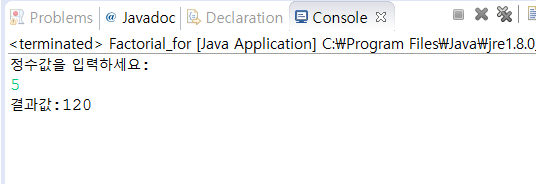 Problems @ Javadoc Declaration Console
<terminated> Factorial_for [Java Application] C:₩Program Files₩Java₩jre1.8.0_
정수값을 입력하세요:
5
결과값:120